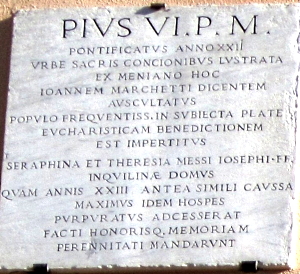 PIVS VI. P. M.
PONTIFICATVS ANNO XXII
VRBE SACRIS CONCIONIBVS LVSTRATA
EX MENIANO HOC
IOANNEM MARCHETTI DICENTEM
AVSCVLTATVS
POPVLO FREQVENTISS. IN SVBIECTA PLATE
EVCHARISTICAM BENEDICTIONEM
EST IMPERTITVS
SERAPHINA ET THERESIA MESSI IOSEPHI · FF.
INQVILINÆ DOMVS
QVAM ANNIS XXIII ANTEA SIMILI CAVSSA
MAXIMVS IDEM HOSPES
PVRPVRATVS ADCESSERAT
FACTI HONORISQ. MEMORIAM
PERENNITATI MANDARVNT